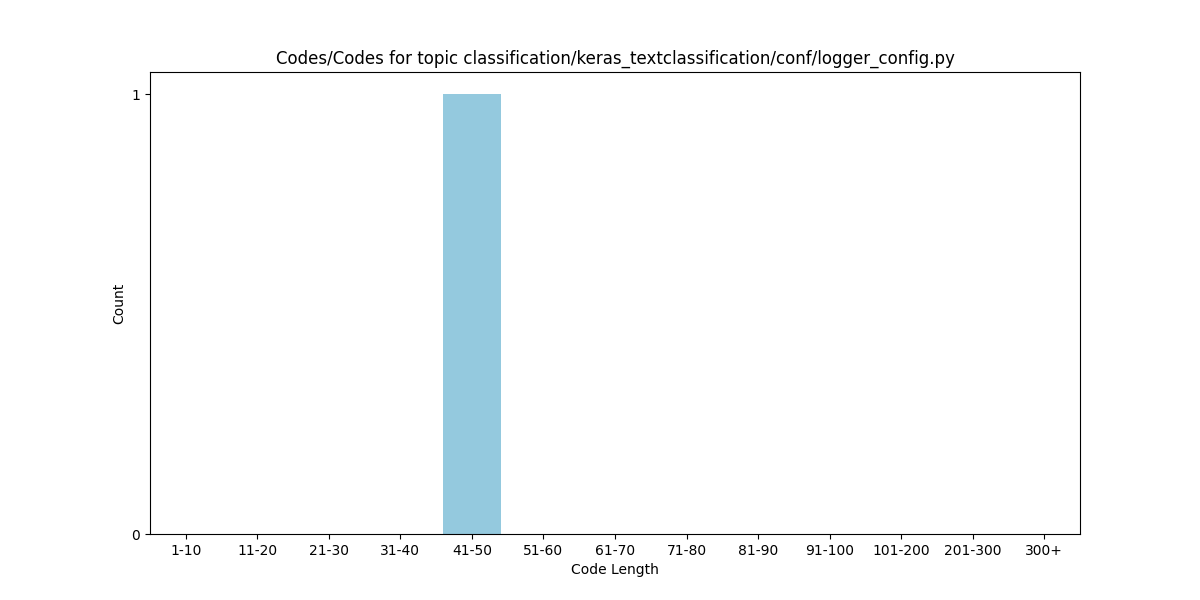 Codes/Codes for topic classification/keras_textclassification/conf/logger_config.py
1
Count
0
1-10 11-20 21-30 31-40 41-50 51-60 61-70 71-80 81-90 91-100 101-200 201-300 300+
Code Length